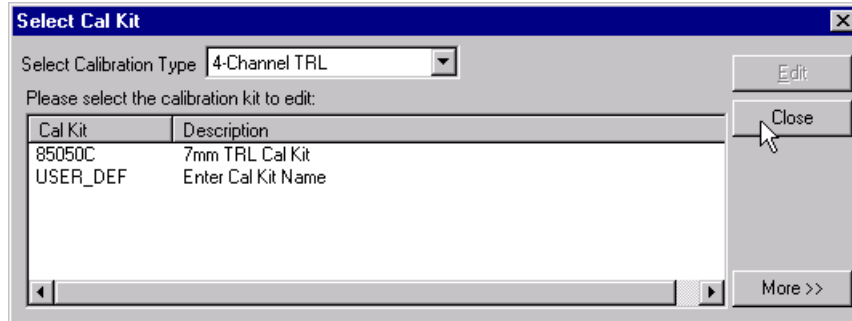 Select Cal Kit
Select Calibration Type 4-Channel TRL
Edit
Please select the calibration kit to edit:
Close
Cal Kit Description
85050C 7mm TRL Cal Kit
USER_DEF Enter Cal Kit Name
More >>